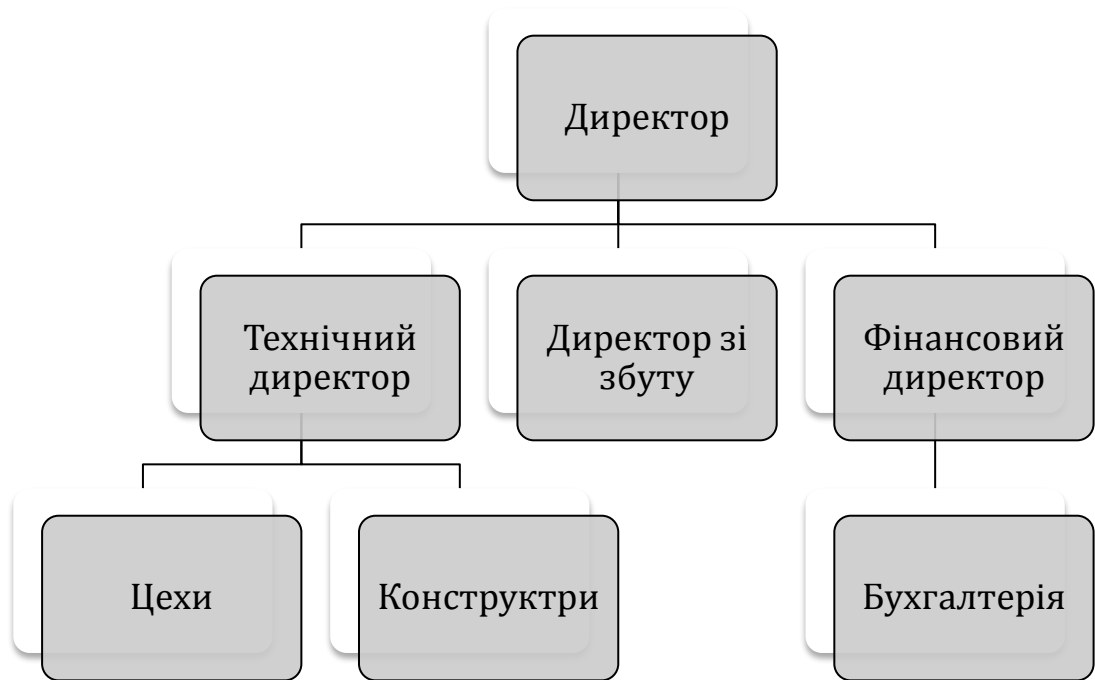 Директор
Технічний
директор
Директор зі
збуту
Фінансовий
директор
Цехи
Конструктри
Бухгалтерія